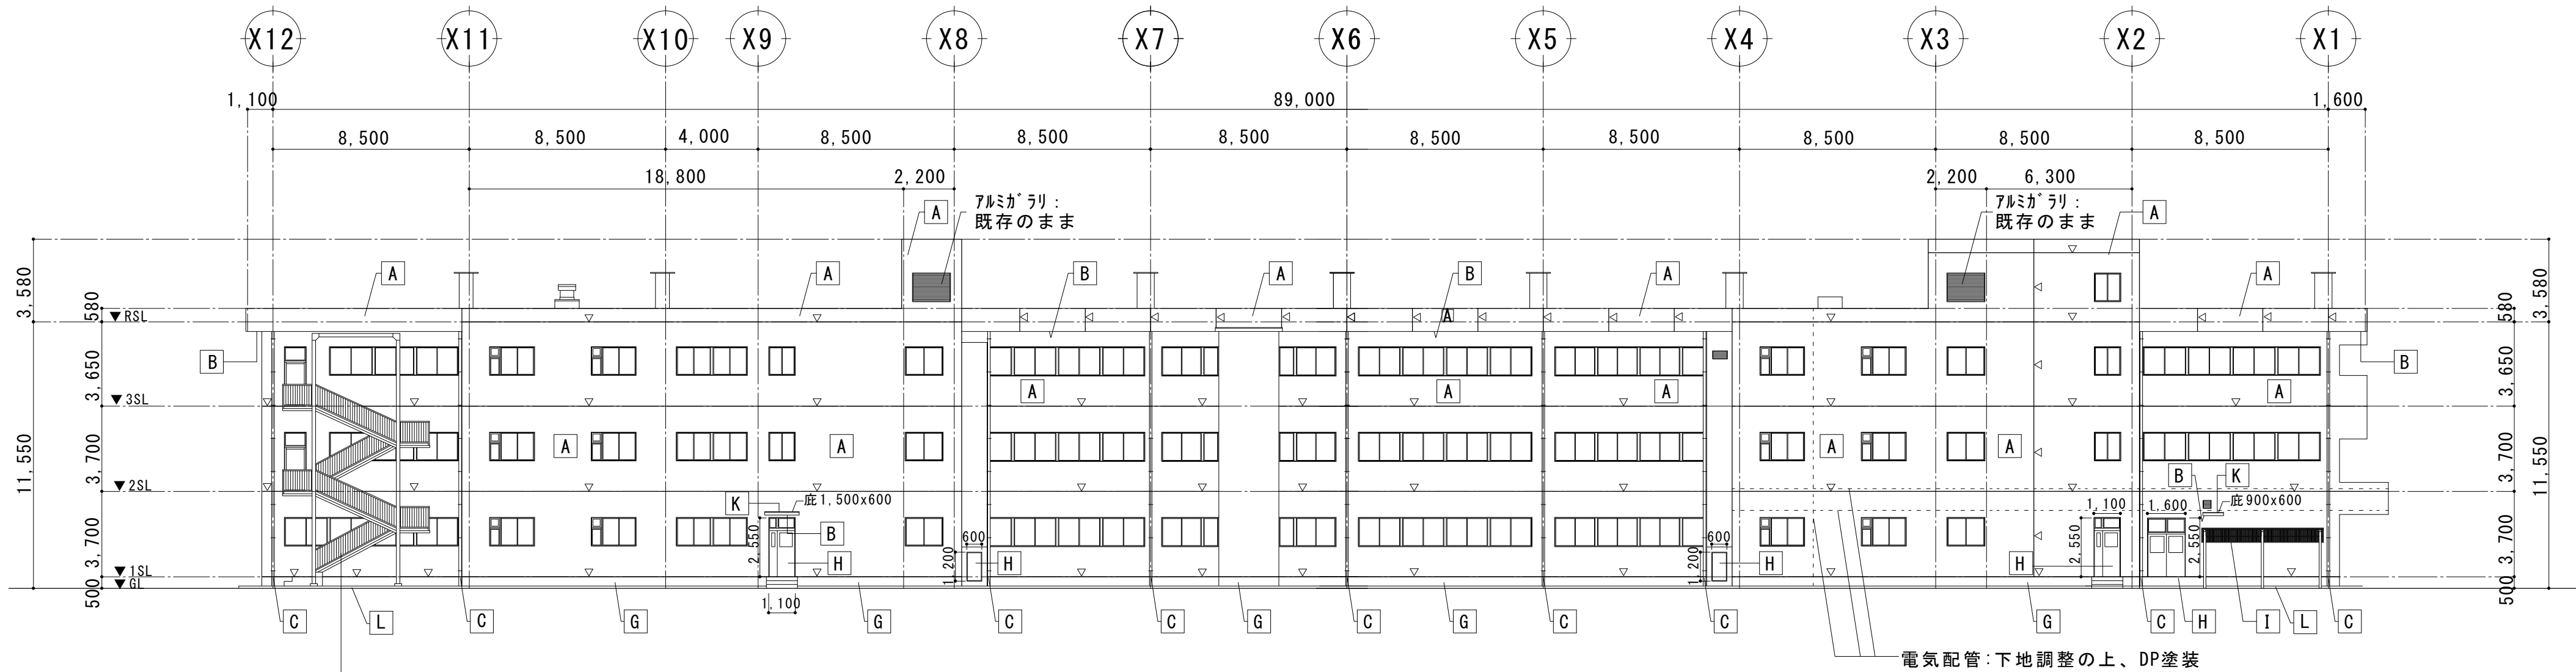 X12 X11 X10 X9 X8 X7 X6 X5 X4 X3 X2 X1
1,100 89,000 1,600
8,500 8,500 4,000 8,500 8,500 8,500 8,500 8,500 8,500 8,500 8,500
18,800 2,200 2,200 6,300
アルミガラリ:
既存のまま
アルミガラリ:
既存のまま
A A
A A B A B A A
3,580 580 580 3,580
▼ RSL
A
B B
3,650 3,650
A A A A
▼ 3SL
11,550 3,700 3,700 11,550
A A A A
▼ 2SL
K 庇1,500x600
B K
庇900x600
1,100 1,600
3,700 2,550 B 600 600 2,550 2,550 3,700
H 1,200 H 1,200 H H
▼ 1SL
▼ GL
500 500
1,100
C L C G G C C G C G C C G C H I L C
電気配管:下地調整の上、DP塗装